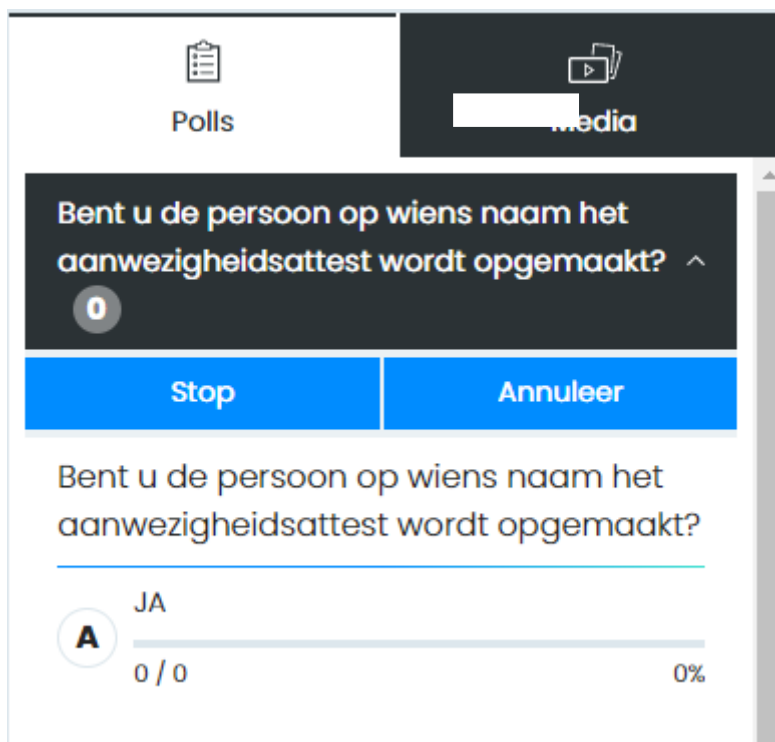 Polls
Media
Bent u de persoon op wiens naam het
aanwezigheidsattest wordt opgemaakt?
0
Stop
Annuleer
Bent u de persoon op wiens naam het
aanwezigheidsattest wordt opgemaakt?
JA
A
0 / 0
0%